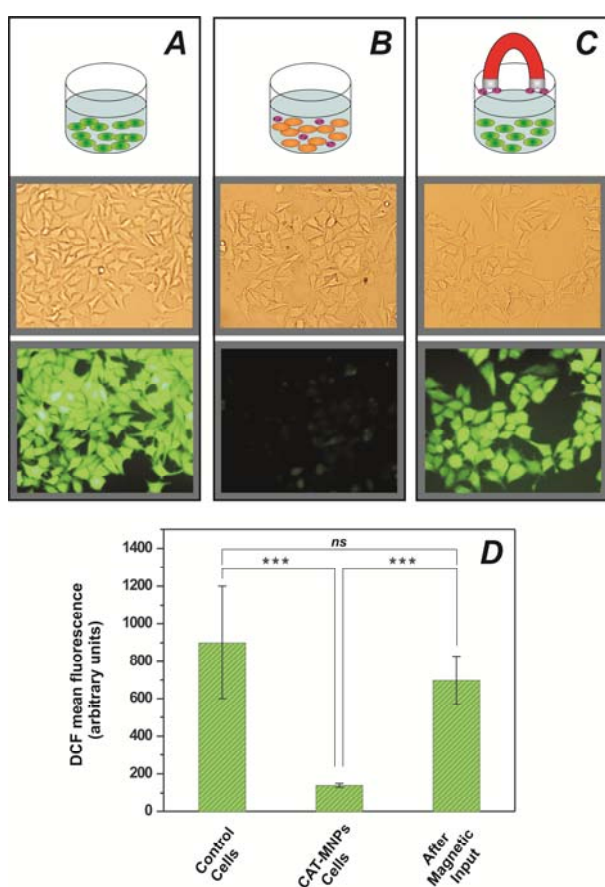 A
B
C
D
ns
***
***
1400
1200
1000
800
600
400
200
0
DCF mean fluorescence
(arbitrary units)
Control
Cells
CAT-MNPs
Cells
After
Magnetic
Input